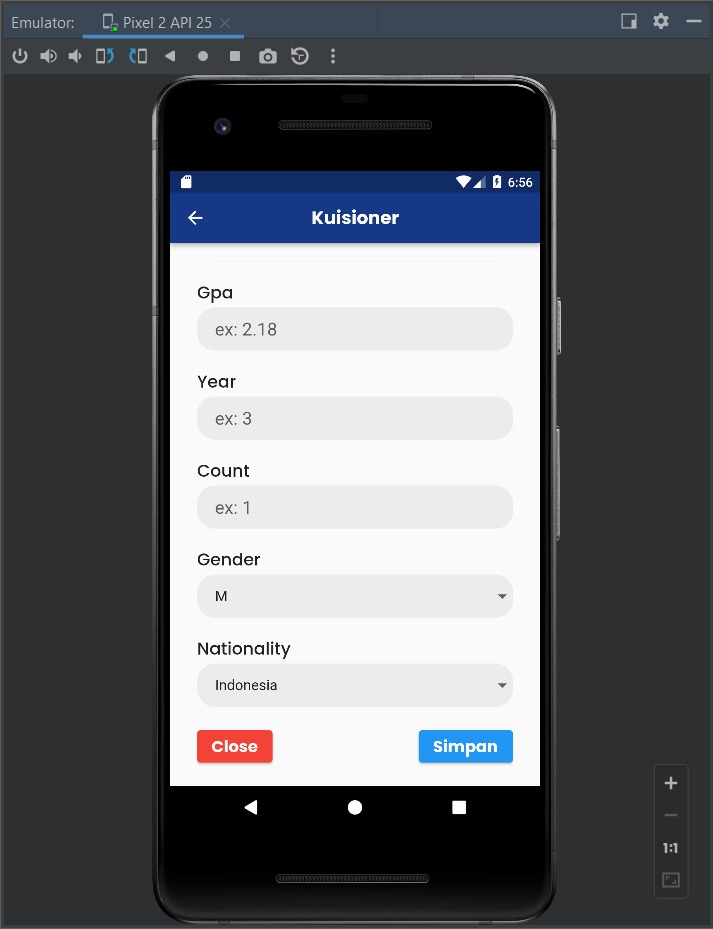 Emulator:
Pixel 2 API 25
6:56
Kuisioner
Gpa
ex: 2.18
Year
ex: 3
Count
ex: 1
Gender
M
Nationality
Indonesia
Close
Simpan
1:1